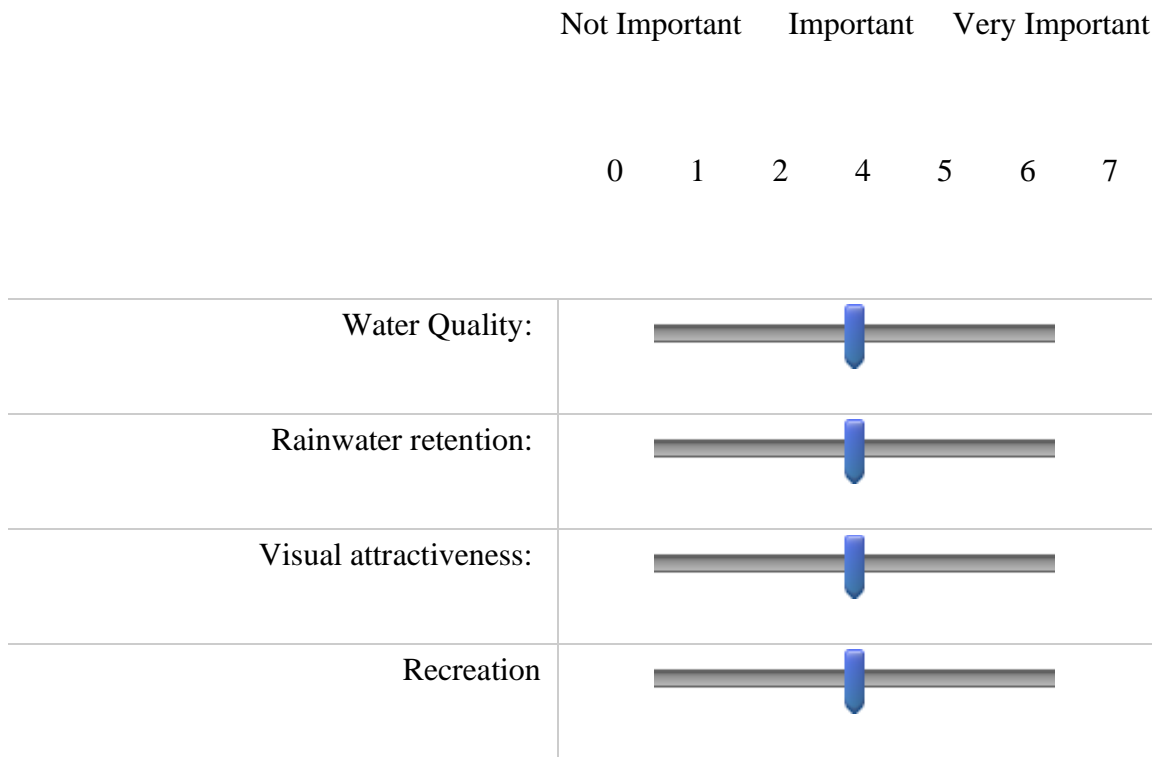 Not Important Important Very Important
0 1 2 4 5 6 7
Water Quality:
Rainwater retention:
Visual attractiveness:
Recreation